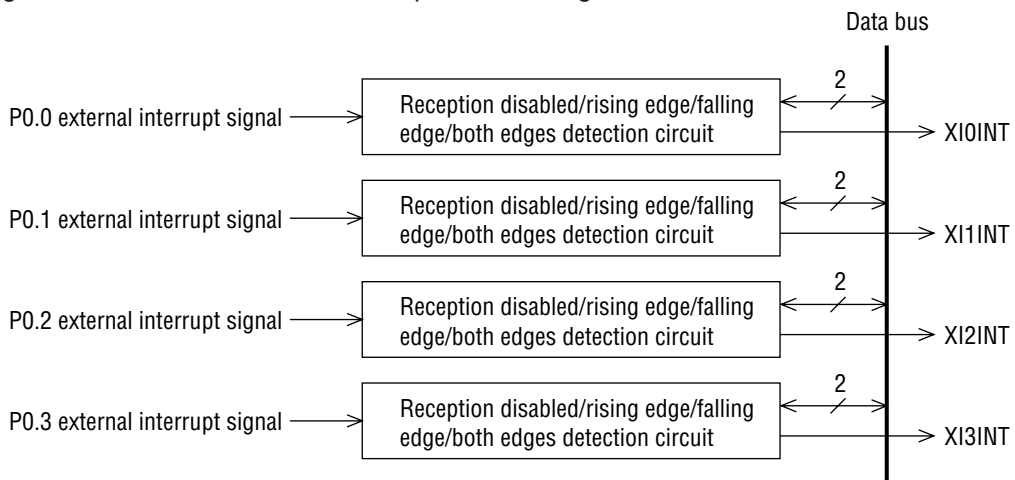 Data bus
2
P0.0 external interrupt signal
Reception disabled/rising edge/falling
edge/both edges detection circuit
XI0INT
2
P0.1 external interrupt signal
Reception disabled/rising edge/falling
edge/both edges detection circuit
XI1INT
2
P0.2 external interrupt signal
Reception disabled/rising edge/falling
edge/both edges detection circuit
XI2INT
2
P0.3 external interrupt signal
Reception disabled/rising edge/falling
edge/both edges detection circuit
XI3INT